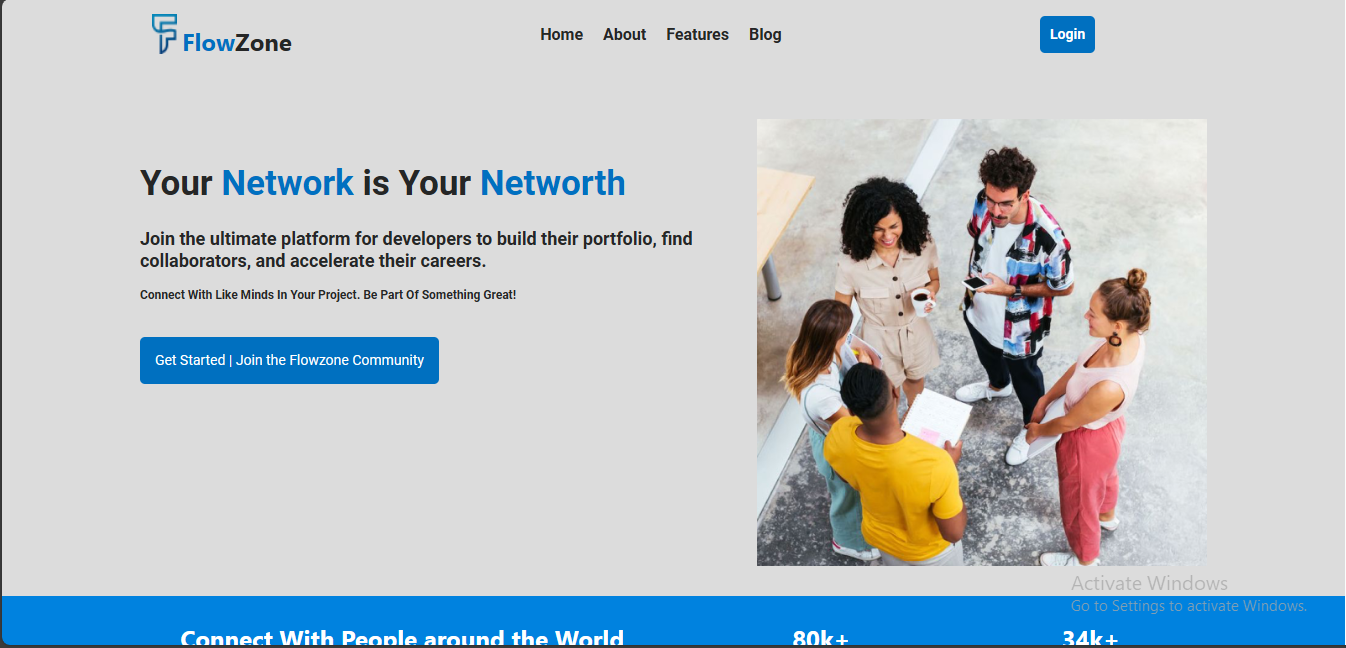 FlowZone
Home About Features Blog
Login
Your Network is Your Networth
Join the ultimate platform for developers to build their portfolio, find
collaborators, and accelerate their careers.
Connect With Like Minds In Your Project. Be Part Of Something Great!
Get Started | Join the Flowzone Community
Activate Windows
Go to Settings to activate Windows.
Connect With People around the World
80k+
34k+